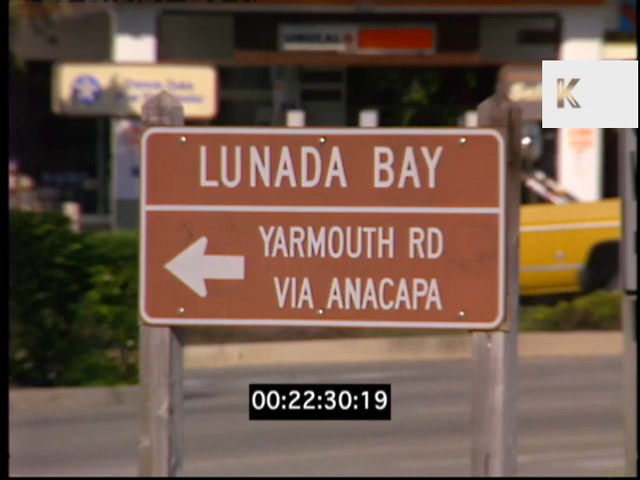 K
LUNADA BAY
YARMOUTH RD
VIA ANACAPA
00:22:30:19